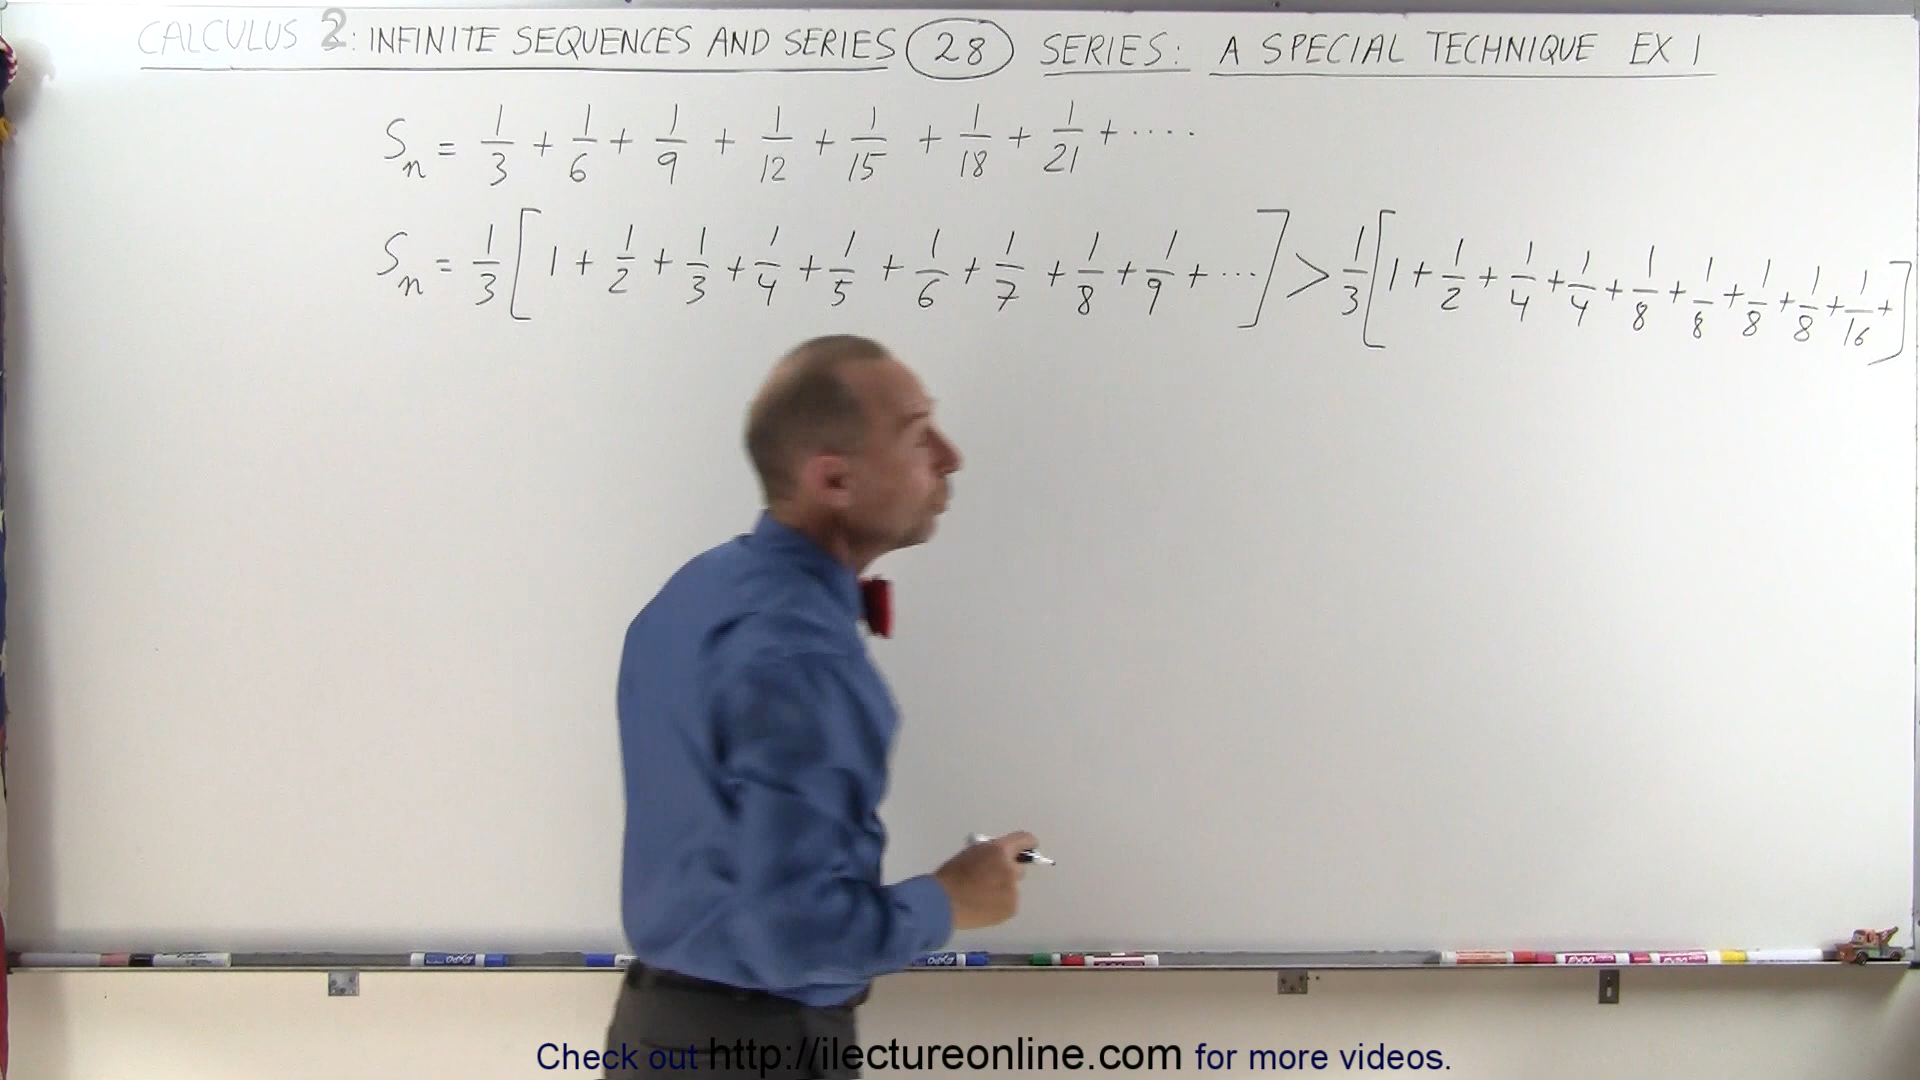 CALCULUS 2: INFINITE SEQUENCES AND SERIES 28 SERIES: A SPECIAL TECHNIQUE EX 1
Sₙ = 1/3 + 1/6 + 1/9 + 1/12 + 1/15 + 1/18 + 1/21 + ....
Sₙ = 1/3 [ 1 + 1/2 + 1/3 + 1/4 + 1/5 + 1/6 + 1/7 + 1/8 + 1/9 + ... ] > 1/3 [ 1 + 1/2 + 1/4 + 1/4 + 1/8 + 1/8 + 1/8 + 1/8 + 1/16 + ]
EXPO EXPO EXPO
Check out http://ilectureonline.com for more videos.